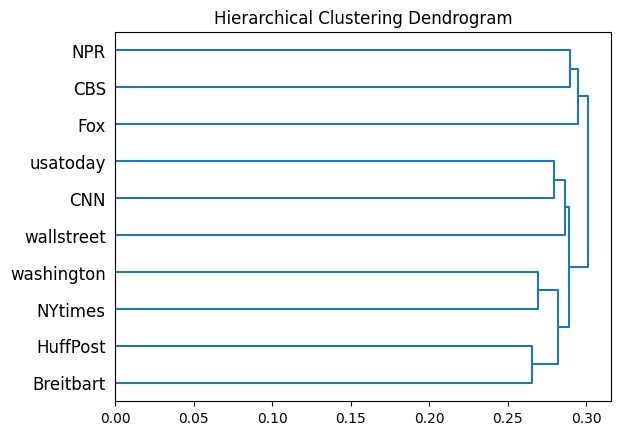 Hierarchical Clustering Dendrogram
NPR
CBS
Fox
usatoday
CNN
wallstreet
washington
NYtimes
HuffPost
Breitbart
0.00 0.05 0.10 0.15 0.20 0.25 0.30